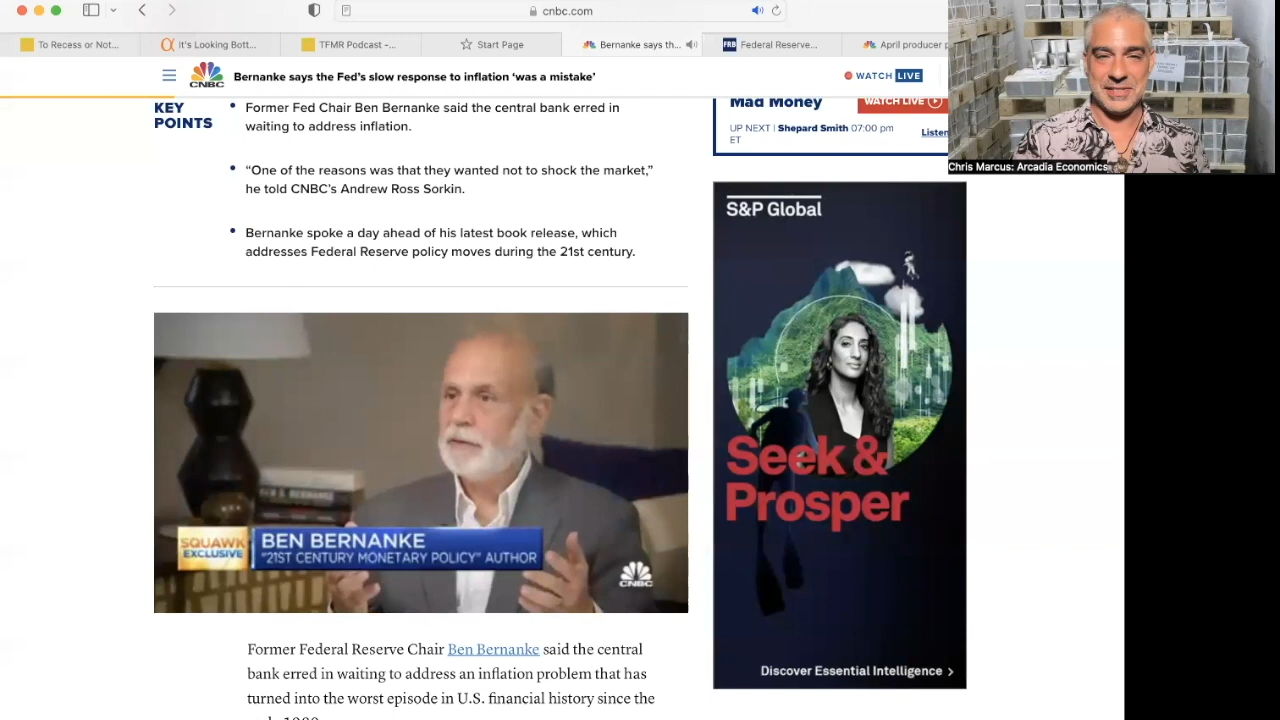 cnbc.com
To Recess or Not...
It's Looking Bott...
TFMR Podcast –...
Start Page
Bernanke says th...
FRB Federal Reserve...
April producer p
CNBC
Bernanke says the Fed's slow response to inflation ‘was a mistake’
WATCH LIVE
KEY
POINTS
Former Fed Chair Ben Bernanke said the central bank erred in
waiting to address inflation.
“One of the reasons was that they wanted not to shock the market,”
he told CNBC's Andrew Ross Sorkin.
Bernanke spoke a day ahead of his latest book release, which
addresses Federal Reserve policy moves during the 21st century.
Mad Money
WATCH LIVE
UP NEXT | Shepard Smith 07:00 pm
ET
Listen
Chris Marcus: Arcadia Economics
S&P Global
Seek &
Prosper
Discover Essential Intelligence
SQUAWK
EXCLUSIVE
BEN BERNANKE
“21ST CENTURY MONETARY POLICY” AUTHOR
CNBC
Former Federal Reserve Chair Ben Bernanke said the central
bank erred in waiting to address an inflation problem that has
turned into the worst episode in U.S. financial history since the